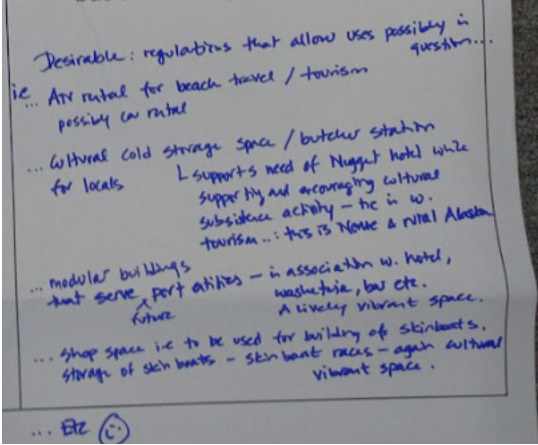 Desirable: regulations that allow uses possibly in
question...
ie
... ATV rental for beach travel / tourism
possibly car rental
... Cultural cold storage space / butcher station
for locals
supports need of Nugget hotel while
supporting and encouraging cultural
subsistence activity - tie in w.
tourism ..: this is Nome & rural Alaska
... modular buildings
that serve future port utilities - in association w. hotel,
washeteria, bar etc.
A lively vibrant space.
... shop space i.e to be used for building of skinboats,
storage of skin boats - skin boat races - again cultural
vibrant space.
... Etc